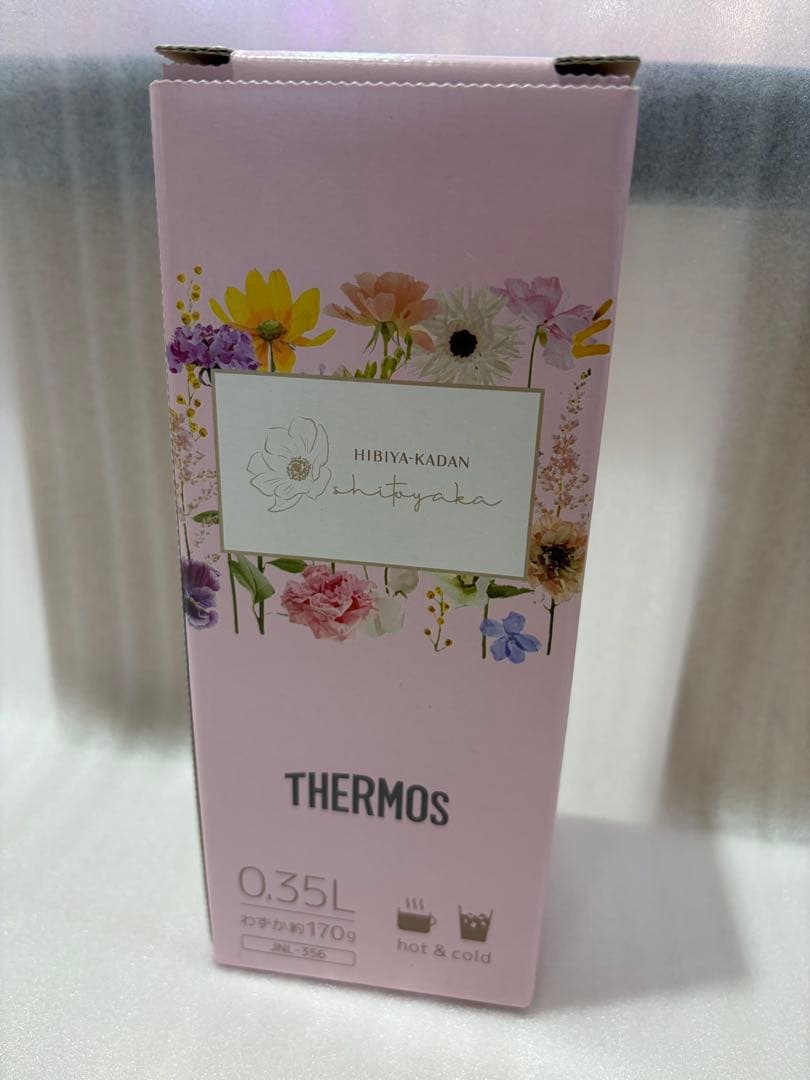 HIBIYA-KADAN
shitoyaka
THERMOS
0.35L
わずか約170g
JNL-356
hot & cold